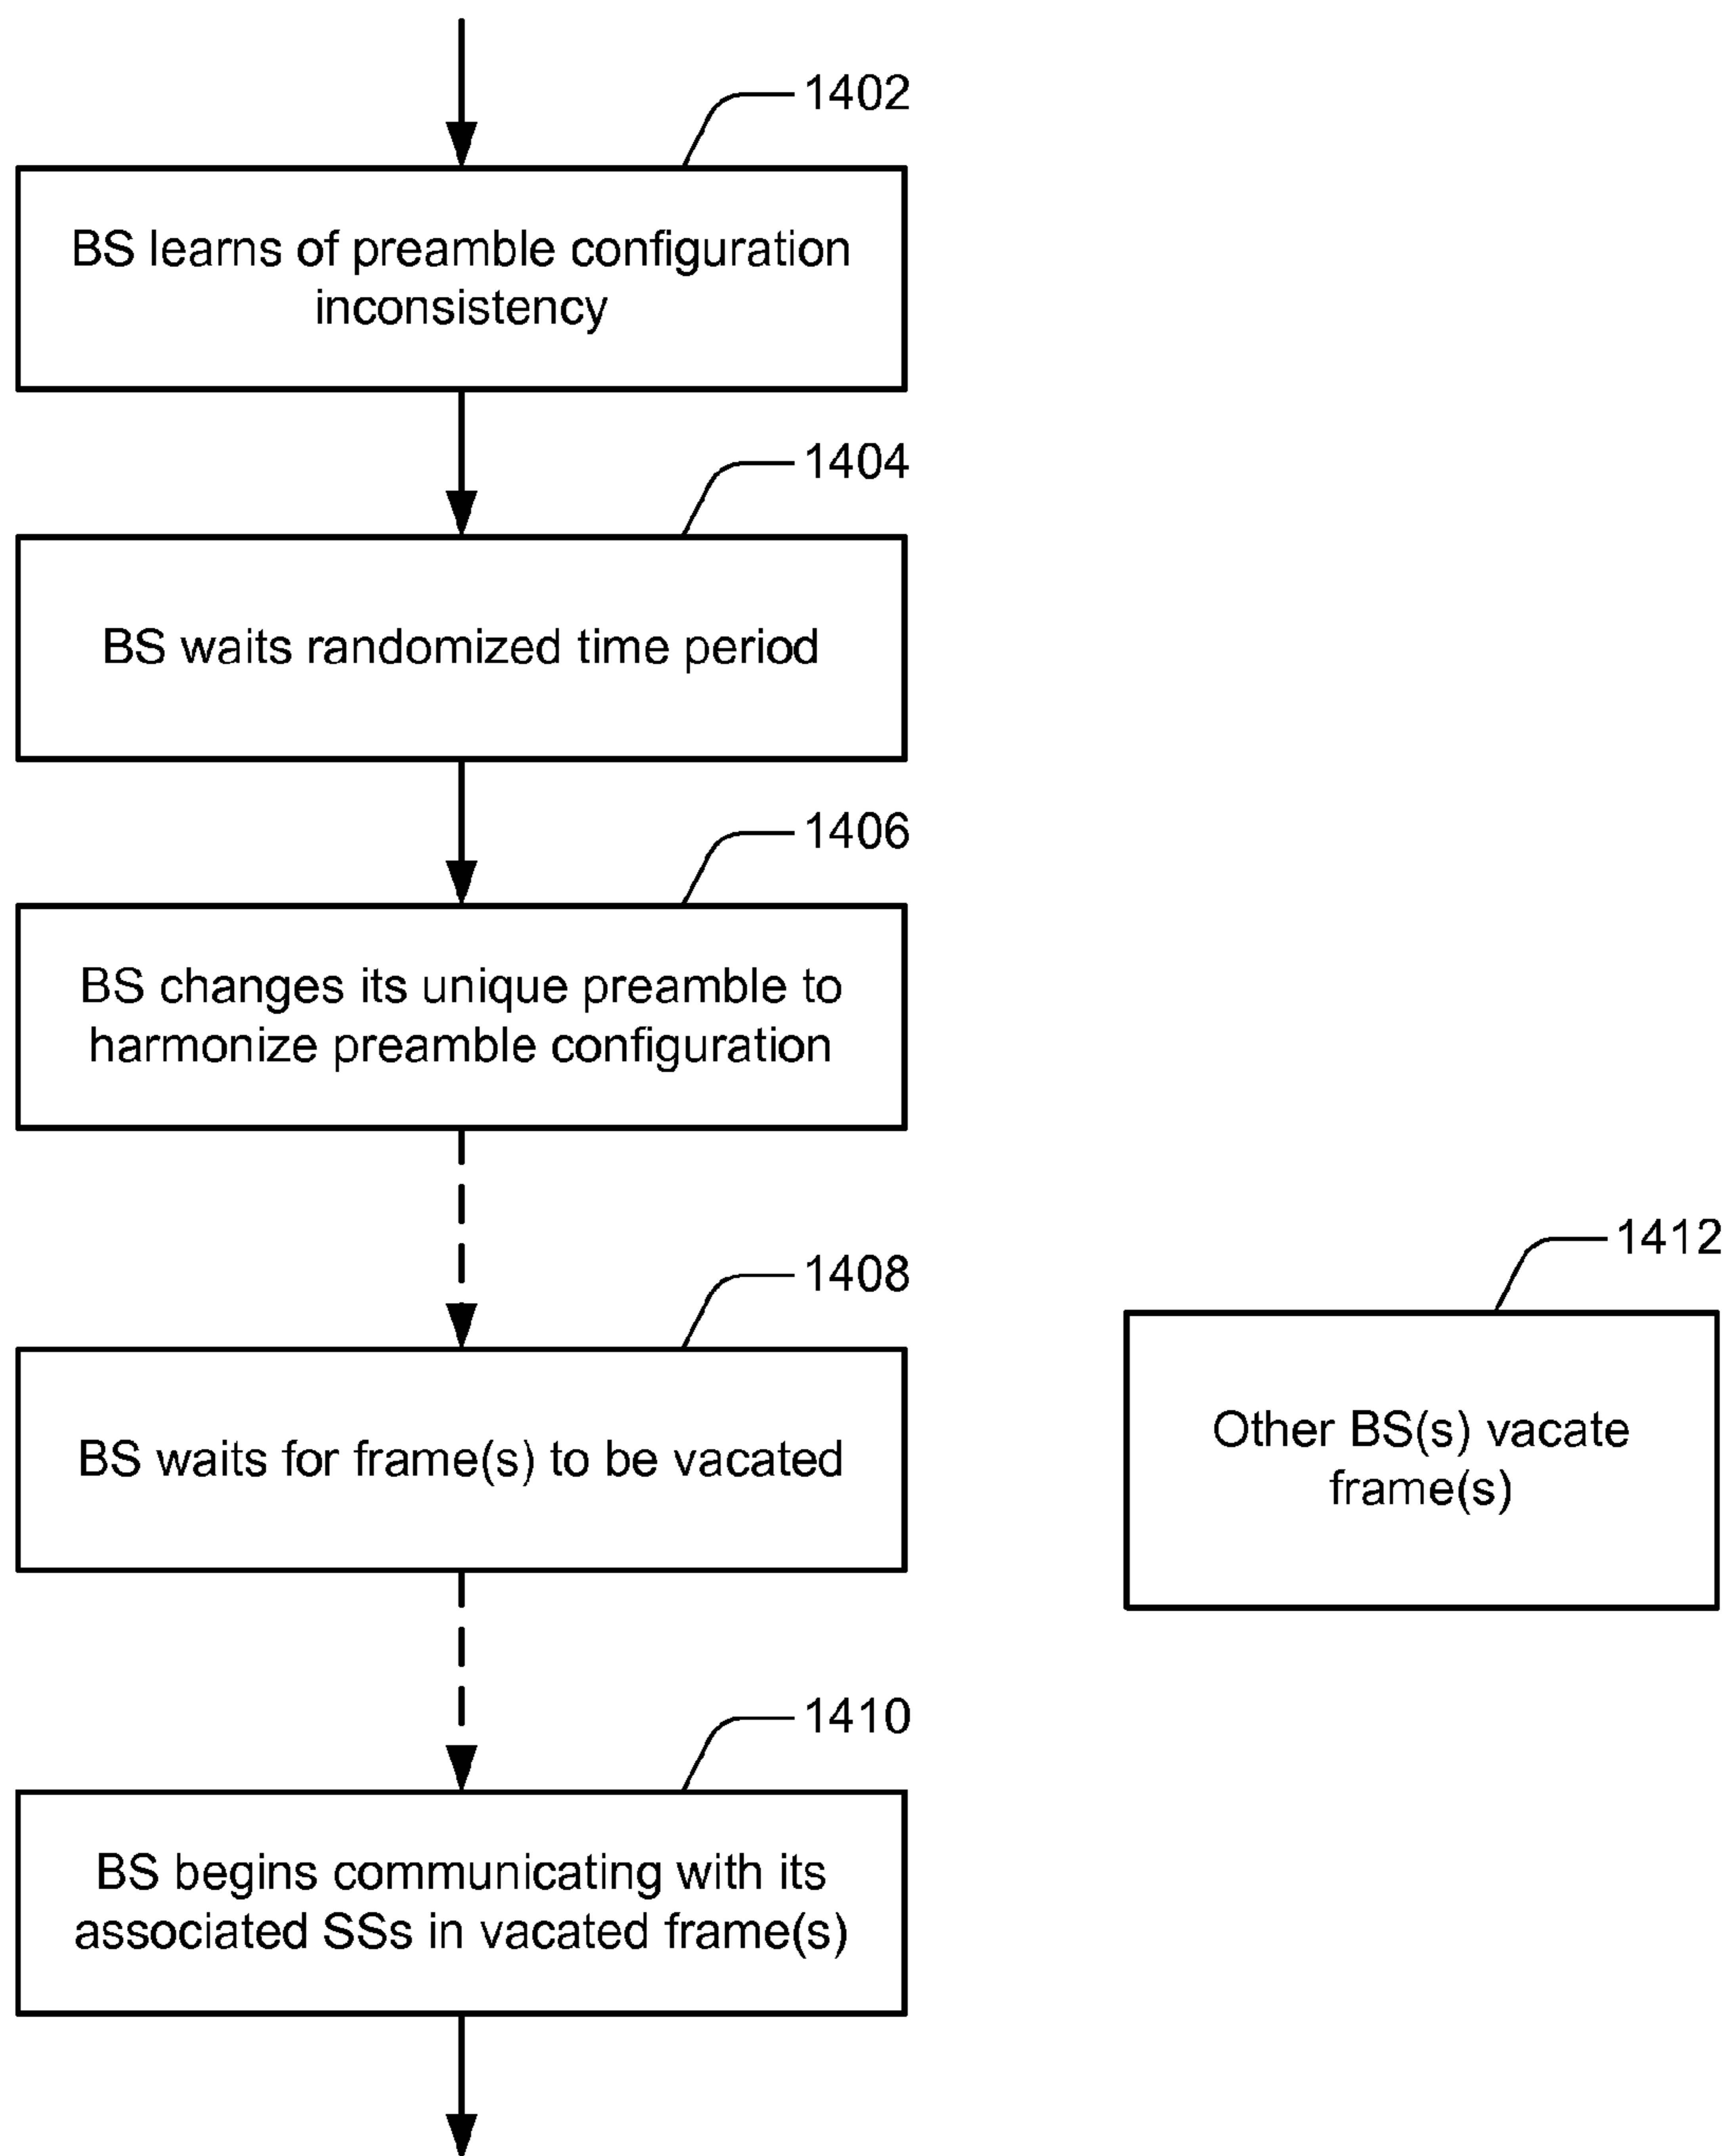 1402
BS learns of preamble configuration
inconsistency
1404
BS waits randomized time period
1406
BS changes its unique preamble to
harmonize preamble configuration
1408
BS waits for frame(s) to be vacated
1412
Other BS(s) vacate
frame(s)
1410
BS begins communicating with its
associated SSs in vacated frame(s)